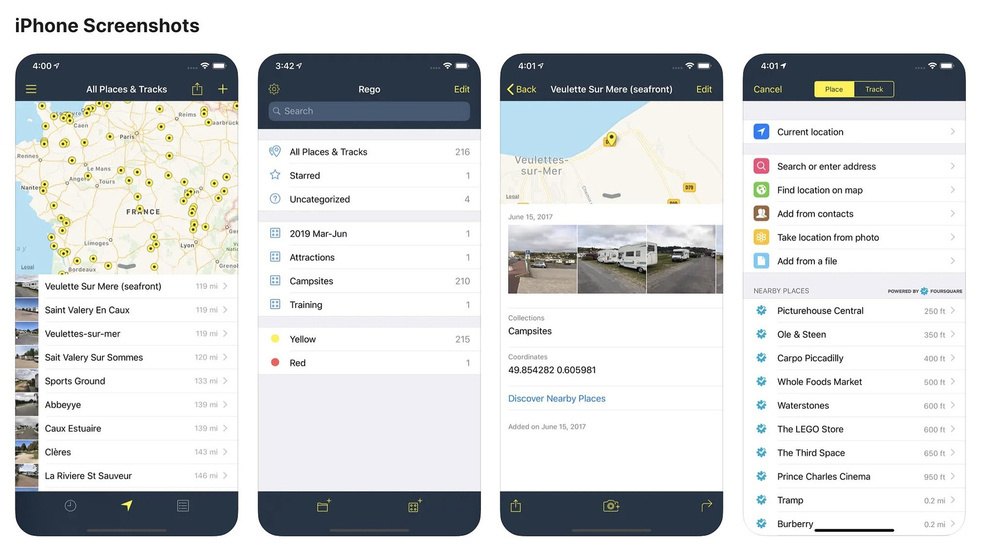 iPhone Screenshots
4:00
All Places & Tracks
Caen
Reims
Paris
Rennes
Le Mans
Angers
Tours
Nantes
FRANCE
Limoges
Lyon
Bordeaux
Legal
Veulette Sur Mere (seafront) 119 mi
Saint Valery En Caux 119 mi
Veulettes-sur-mer 119 mi
Sait Valery Sur Sommes 120 mi
Sports Ground 133 mi
Abbeyye 139 mi
Caux Estuaire 139 mi
Clères 143 mi
La Riviere St Sauveur 146 mi
3:42
Rego
Edit
Search
All Places & Tracks 216
Starred 1
Uncategorized 4
2019 Mar-Jun 1
Attractions 1
Campsites 210
Training 1
Yellow 215
Red 1
4:01
Back
Veulette Sur Mere (seafront)
Edit
Veulettes-
sur-Mer
D79
Legal
June 15, 2017
Collections
Campsites
Coordinates
49.854282 0.605981
Discover Nearby Places
Added on June 15, 2017
4:01
Cancel
Place
Track
Current location
Search or enter address
Find location on map
Add from contacts
Take location from photo
Add from a file
NEARBY PLACES
POWERED BY FOURSQUARE
Picturehouse Central 250 ft
Ole & Steen 350 ft
Carpo Piccadilly 400 ft
Whole Foods Market 500 ft
Waterstones 600 ft
The LEGO Store 600 ft
The Third Space 650 ft
Prince Charles Cinema 950 ft
Tramp 0.2 mi
Burberry 0.2 mi